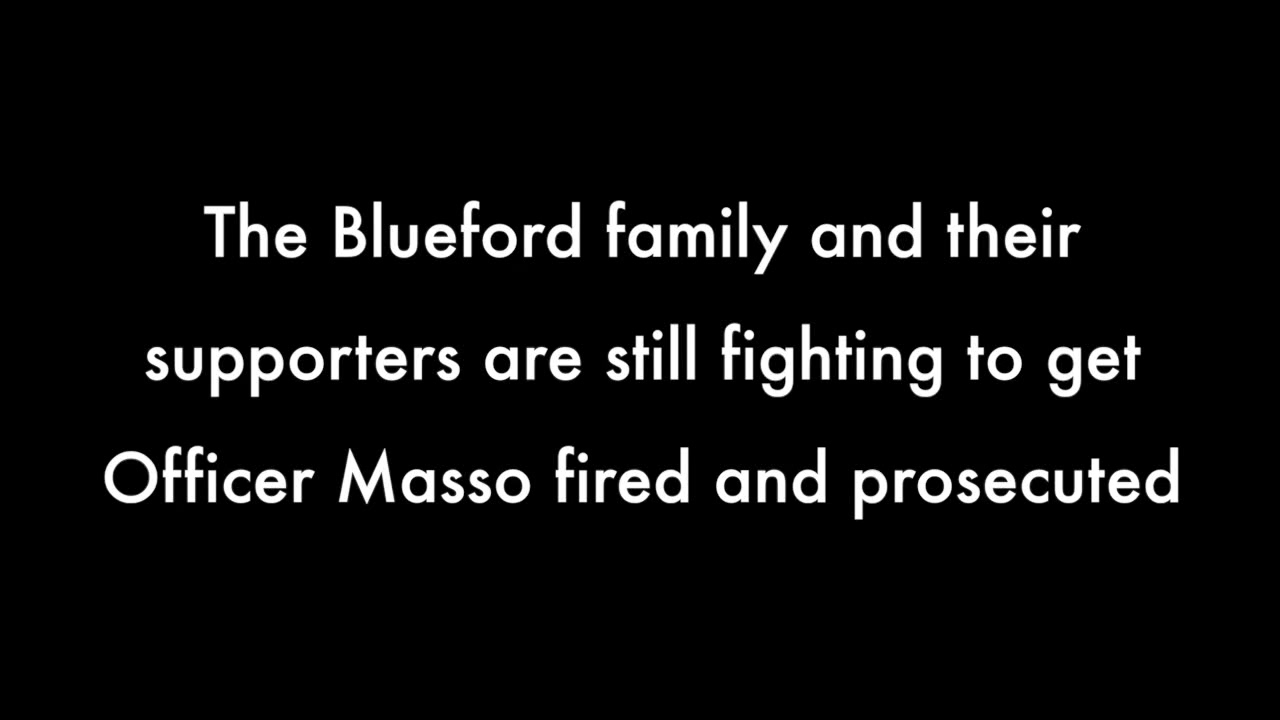 The Blueford family and their
supporters are still fighting to get
Officer Masso fired and prosecuted